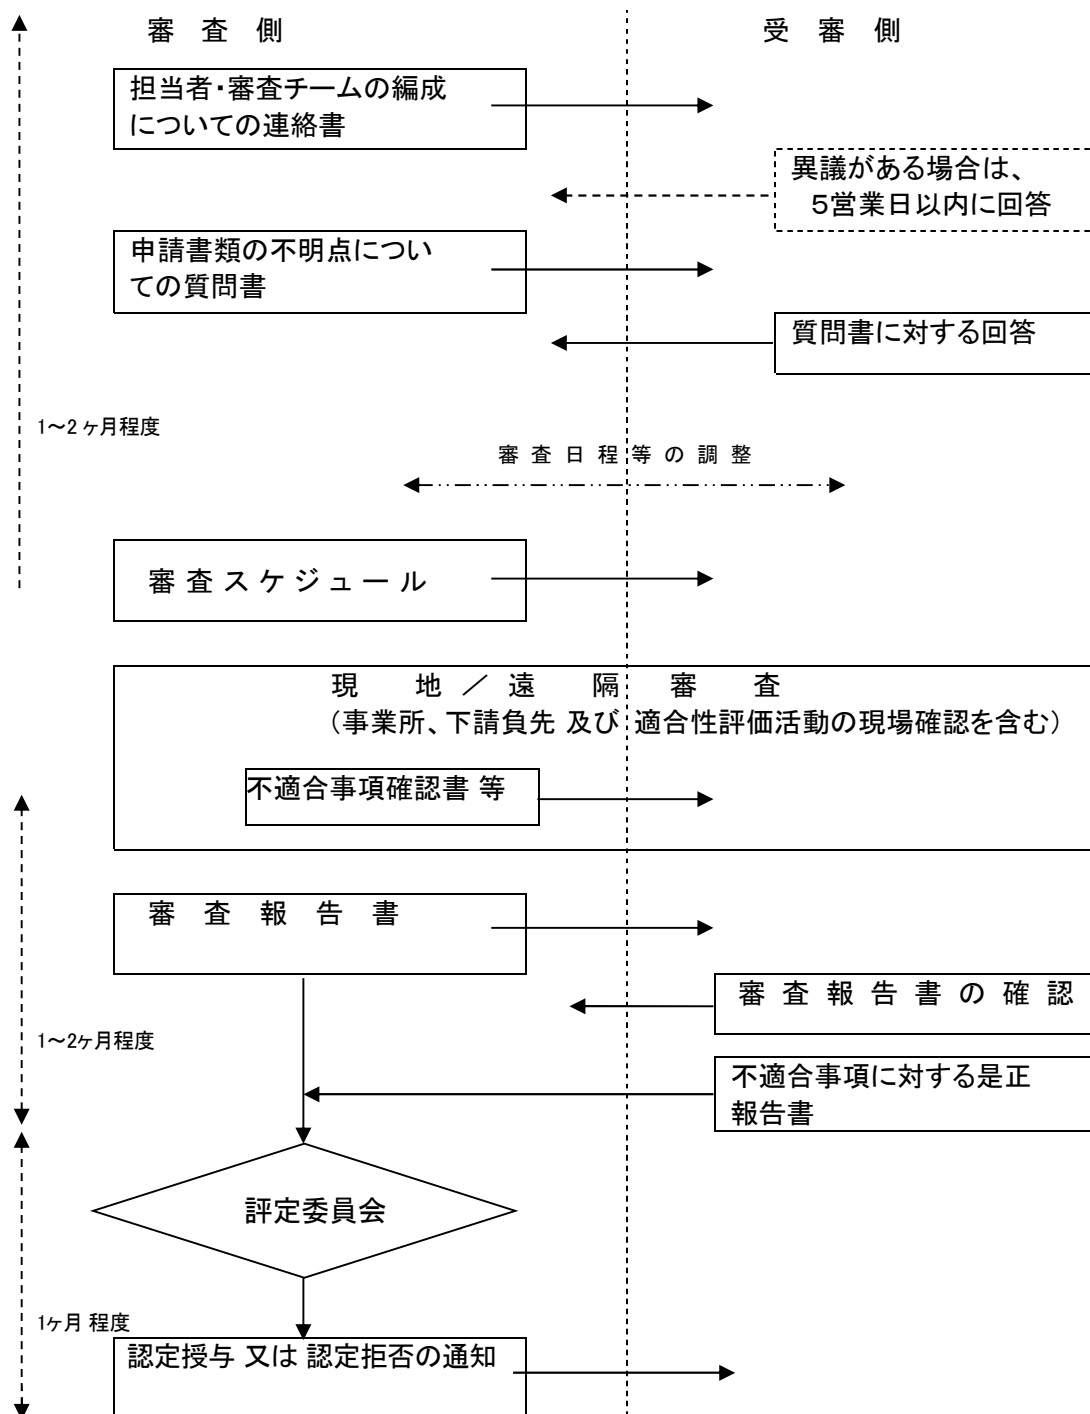 審 査 側
受 審 側
担当者・審査チームの編成
についての連絡書
異議がある場合は、
5営業日以内に回答
申請書類の不明点につい
ての質問書
質問書に対する回答
1～2 ヶ月程度
審 査 日 程 等 の 調 整
審 査 ス ケ ジ ュ ー ル
現 地 ／ 遠 隔 審 査
（事業所、下請負先 及び 適合性評価活動の現場確認を含む）
不適合事項確認書 等
審 査 報 告 書
審 査 報 告 書 の 確 認
1～2ヶ月程度
不適合事項に対する是正
報告書
評定委員会
1ヶ月 程度
認定授与 又は 認定拒否の通知